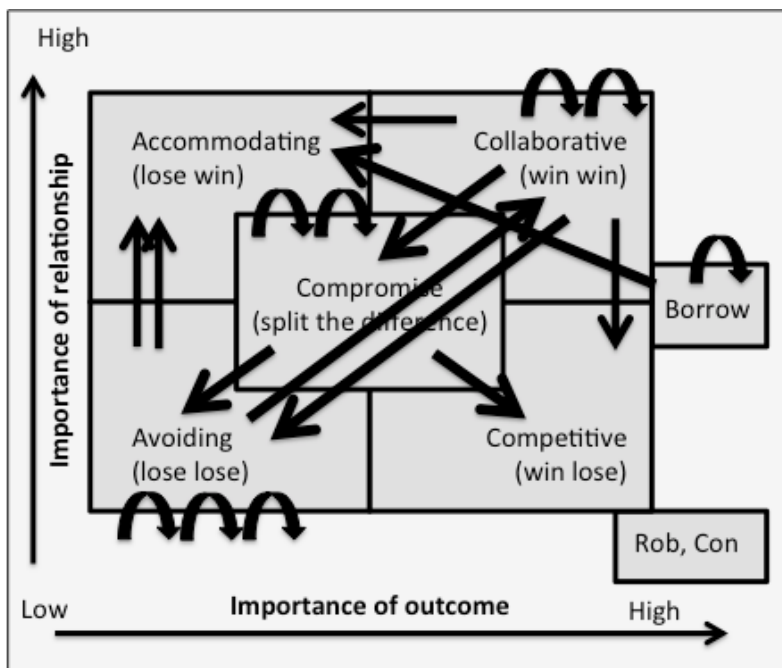 High
Accommodating
(lose win)
Collaborative
(win win)
Importance of relationship
Compromise
(split the difference)
Borrow
Avoiding
(lose lose)
Competitive
(win lose)
Rob, Con
Low
Importance of outcome
High